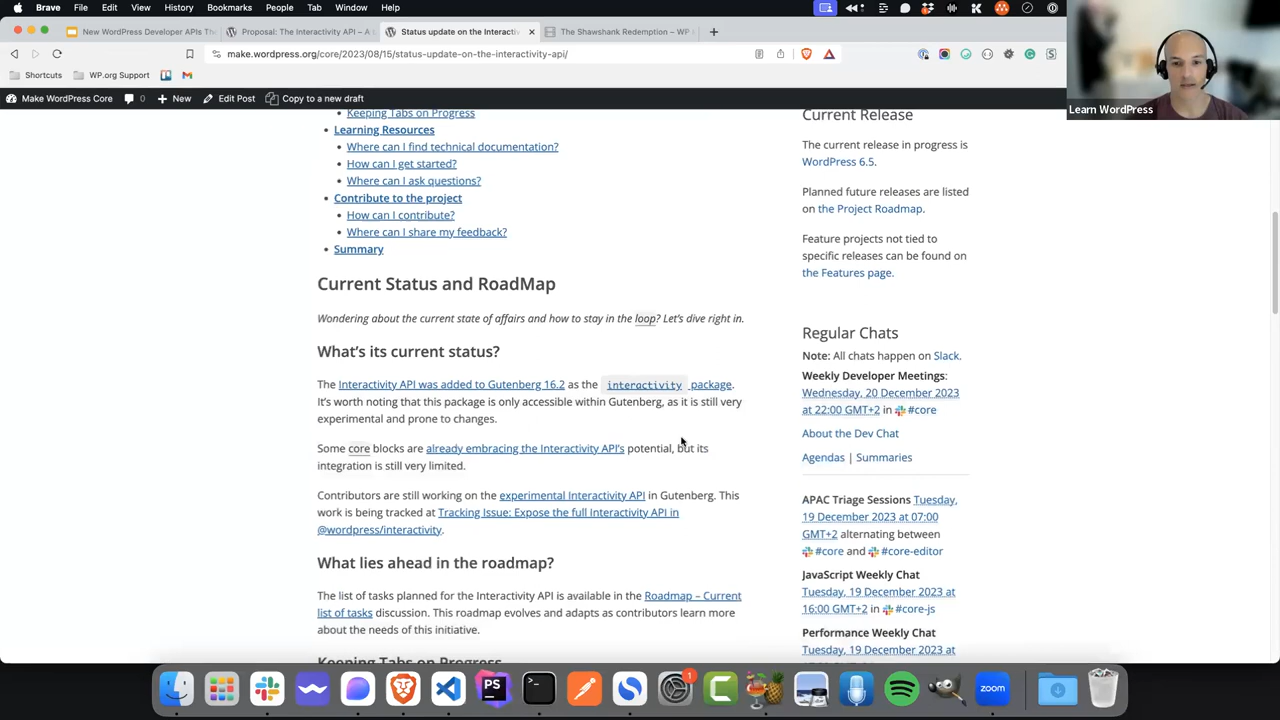 Brave File Edit View History Bookmarks People Tab Window Help
New WordPress Developer APIs The
Proposal: The Interactivity API – A b
Status update on the Interactiv
The Shawshank Redemption – WP
make.wordpress.org/core/2023/08/15/status-update-on-the-interactivity-api/
Shortcuts WP.org Support
Make WordPress Core 0 New Edit Post Copy to a new draft
Learn WordPress
Keeping Tabs on Progress
Learning Resources
Where can I find technical documentation?
How can I get started?
Where can I ask questions?
Contribute to the project
How can I contribute?
Where can I share my feedback?
Summary
Current Status and RoadMap
Wondering about the current state of affairs and how to stay in the loop? Let’s dive right in.
What’s its current status?
The Interactivity API was added to Gutenberg 16.2 as the interactivity package.
It’s worth noting that this package is only accessible within Gutenberg, as it is still very
experimental and prone to changes.
Some core blocks are already embracing the Interactivity API’s potential, but its
integration is still very limited.
Contributors are still working on the experimental Interactivity API in Gutenberg. This
work is being tracked at Tracking Issue: Expose the full Interactivity API in
@wordpress/interactivity.
What lies ahead in the roadmap?
The list of tasks planned for the Interactivity API is available in the Roadmap – Current
list of tasks discussion. This roadmap evolves and adapts as contributors learn more
about the needs of this initiative.
Keeping Tabs on Progress
Current Release
The current release in progress is
WordPress 6.5.
Planned future releases are listed
on the Project Roadmap.
Feature projects not tied to
specific releases can be found on
the Features page.
Regular Chats
Note: All chats happen on Slack.
Weekly Developer Meetings:
Wednesday, 20 December 2023
at 22:00 GMT+2 in #core
About the Dev Chat
Agendas | Summaries
APAC Triage Sessions Tuesday,
19 December 2023 at 07:00
GMT+2 alternating between
#core and #core-editor
JavaScript Weekly Chat
Tuesday, 19 December 2023 at
16:00 GMT+2 in #core-js
Performance Weekly Chat
Tuesday, 19 December 2023 at
PS
1
zoom